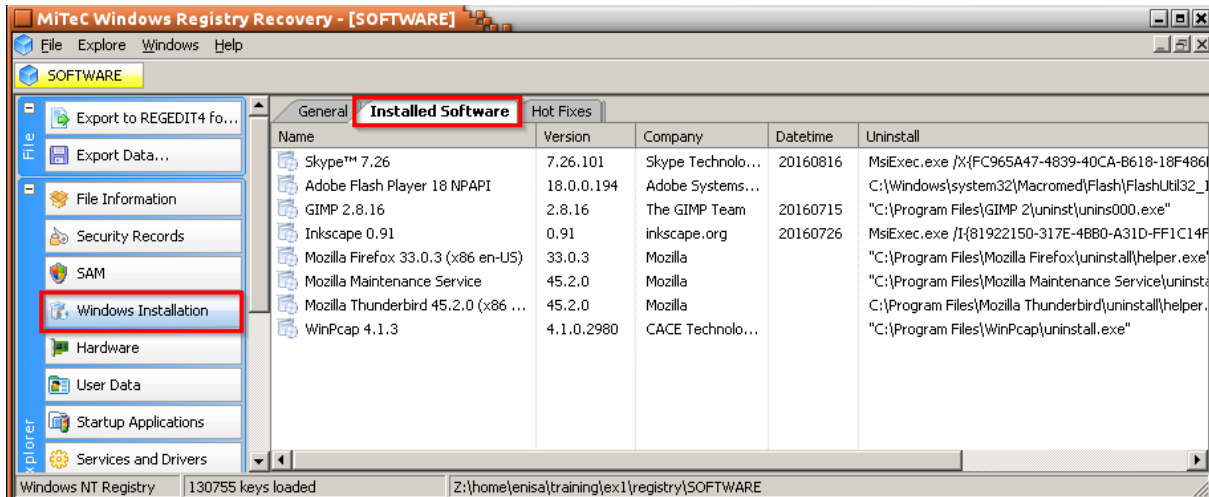 MiTeC Windows Registry Recovery - [SOFTWARE]
File Explore Windows Help
SOFTWARE
File
Export to REGEDIT4 fo...
Export Data...
xplorer
File Information
Security Records
SAM
Windows Installation
Hardware
User Data
Startup Applications
Services and Drivers
General Installed Software Hot Fixes
Name Version Company Datetime Uninstall
Skype™ 7.26 7.26.101 Skype Technolo... 20160816 MsiExec.exe /X{FC965A47-4839-40CA-B618-18F486
Adobe Flash Player 18 NPAPI 18.0.0.194 Adobe Systems... C:\Windows\system32\Macromed\Flash\FlashUtil32_
GIMP 2.8.16 2.8.16 The GIMP Team 20160715 "C:\Program Files\GIMP 2\uninst\unins000.exe"
Inkscape 0.91 0.91 inkscape.org 20160726 MsiExec.exe /I{81922150-317E-4BB0-A31D-FF1C14F
Mozilla Firefox 33.0.3 (x86 en-US) 33.0.3 Mozilla "C:\Program Files\Mozilla Firefox\uninstall\helper.exe"
Mozilla Maintenance Service 45.2.0 Mozilla "C:\Program Files\Mozilla Maintenance Service\uninsta
Mozilla Thunderbird 45.2.0 (x86 ... 45.2.0 Mozilla C:\Program Files\Mozilla Thunderbird\uninstall\helper.
WinPcap 4.1.3 4.1.0.2980 CACE Technolo... "C:\Program Files\WinPcap\uninstall.exe"
Windows NT Registry 130755 keys loaded Z:\home\enisa\training\ex1\registry\SOFTWARE